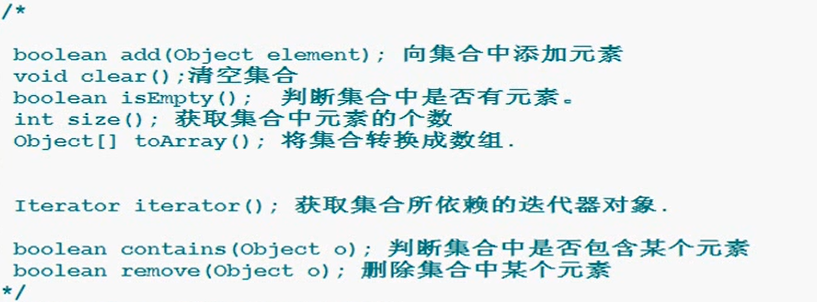 /*
boolean add(Object element); 向集合中添加元素
void clear();清空集合
boolean isEmpty(); 判断集合中是否有元素。
int size(); 获取集合中元素的个数
Object[] toArray(); 将集合转换成数组.
Iterator iterator(); 获取集合所依赖的迭代器对象.
boolean contains(Object o); 判断集合中是否包含某个元素
boolean remove(Object o); 删除集合中某个元素
*/